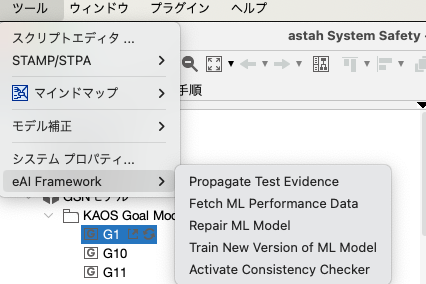 ツール ウィンドウ プラグイン ヘルプ
スクリプトエディタ ...
astah System Safety -
STAMP/STPA
マインドマップ
手順
モデル補正
システム プロパティ...
eAI Framework
Propagate Test Evidence
Fetch ML Performance Data
Repair ML Model
Train New Version of ML Model
Activate Consistency Checker
GSN モデル
KAOS Goal Mod
G1
G10
G11